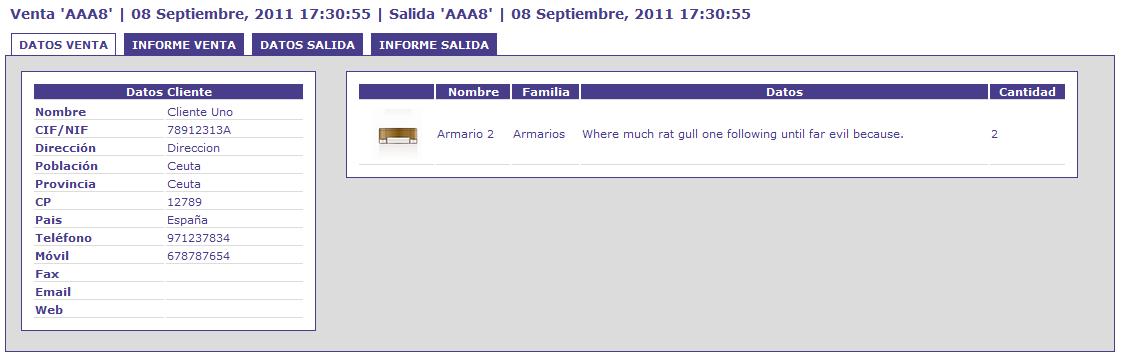 Venta 'AAA8' | 08 Septiembre, 2011 17:30:55 | Salida 'AAA8' | 08 Septiembre, 2011 17:30:55
DATOS VENTA INFORME VENTA DATOS SALIDA INFORME SALIDA
Datos Cliente
Nombre Cliente Uno
CIF/NIF 78912313A
Dirección Direccion
Población Ceuta
Provincia Ceuta
CP 12789
Pais España
Teléfono 971237834
Móvil 678787654
Fax
Email
Web
Nombre Familia Datos Cantidad
Armario 2 Armarios Where much rat gull one following until far evil because. 2